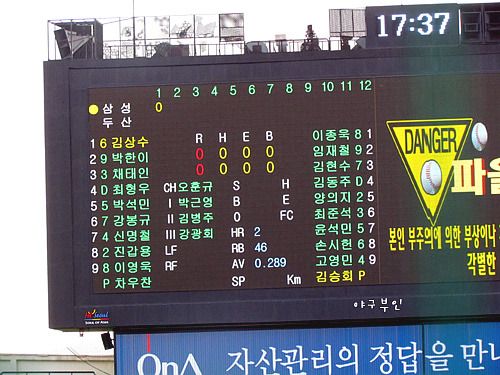 17:37
1 2 3 4 5 6 7 8 9 10 11 12
삼성 0
두산
R H E B
0 0 0 0
0 0 0 0
1 6 김상수
2 9 박한이
3 3 채태인
4 D 최형우
5 5 박석민
6 7 강봉규
7 4 신명철
8 2 진갑용
9 8 이영욱
P 차우찬
CH 오훈규
I 박근영
II 김병주
III 강광회
LF
RF
S H
B E
O FC
HR 2
RB 46
AV 0.289
SP Km
이종욱 8 1
임재철 9 2
김현수 7 3
김동주 D 4
양의지 2 5
최준석 3 6
윤석민 5 7
손시헌 6 8
고영민 4 9
김승회 P
DANGER
본인 부주의에 의한 부상이나
각별한
야구부인
SOUL OF ASIA
QnA 자산관리의 정답을 만나